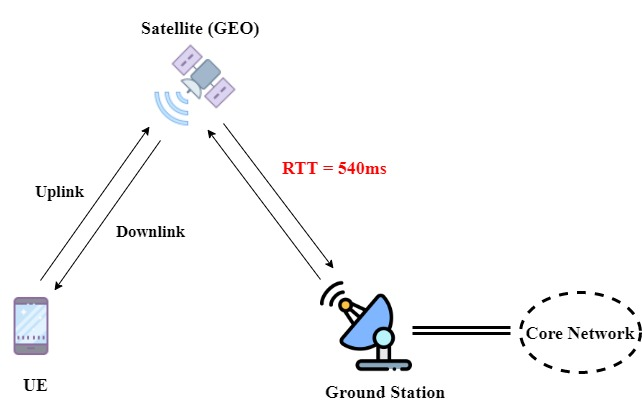 Satellite (GEO)
RTT = 540ms
Uplink
Downlink
Core Network
UE
Ground Station